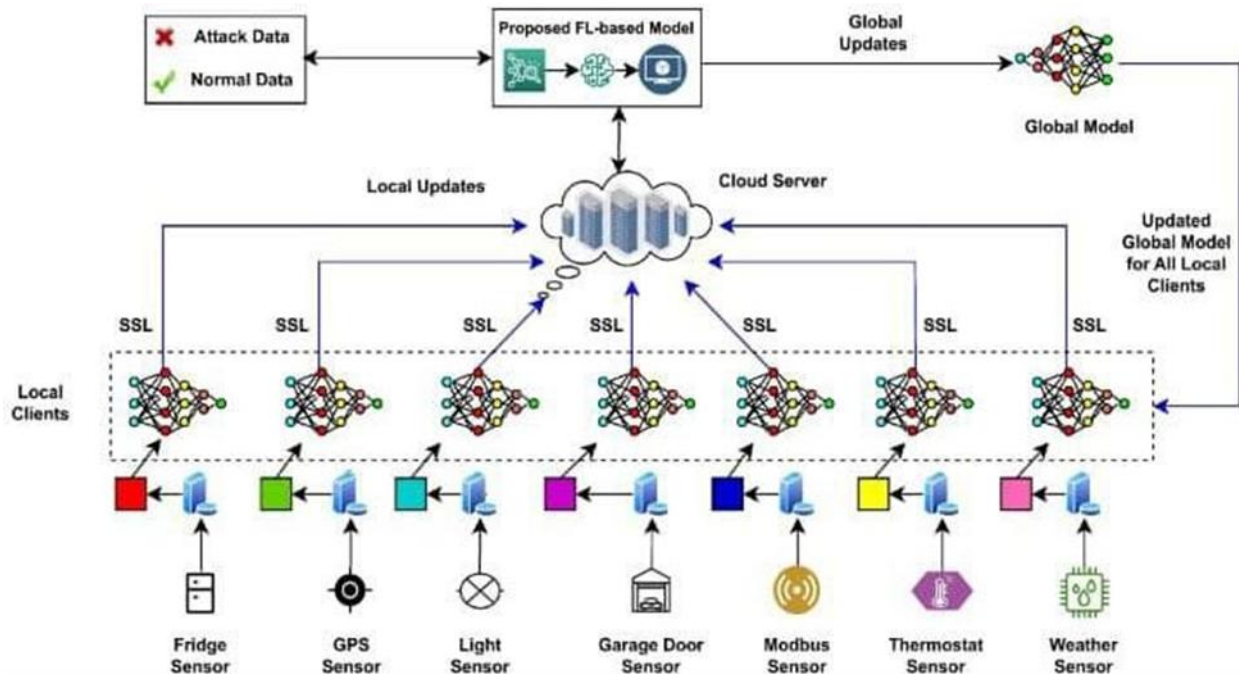 Attack Data
Normal Data
Proposed FL-based Model
Global
Updates
Global Model
Local Updates
Cloud Server
Updated
Global Model
for All Local
Clients
SSL
SSL
SSL
SSL
SSL
SSL
SSL
Local
Clients
Fridge
Sensor
GPS
Sensor
Light
Sensor
Garage Door
Sensor
Modbus
Sensor
Thermostat
Sensor
Weather
Sensor